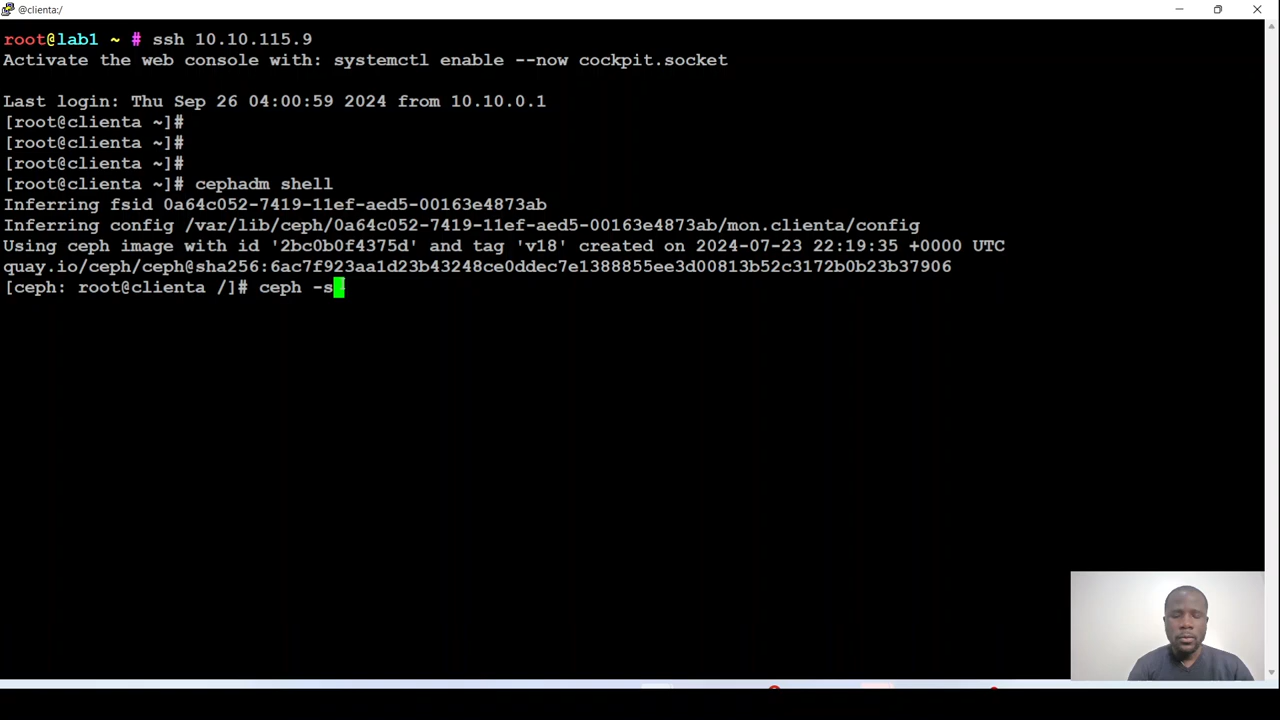 @clienta:/
root@lab1 ~ # ssh 10.10.115.9
Activate the web console with: systemctl enable --now cockpit.socket
Last login: Thu Sep 26 04:00:59 2024 from 10.10.0.1
[root@clienta ~]#
[root@clienta ~]#
[root@clienta ~]#
[root@clienta ~]# cephadm shell
Inferring fsid 0a64c052-7419-11ef-aed5-00163e4873ab
Inferring config /var/lib/ceph/0a64c052-7419-11ef-aed5-00163e4873ab/mon.clienta/config
Using ceph image with id '2bc0b0f4375d' and tag 'v18' created on 2024-07-23 22:19:35 +0000 UTC
quay.io/ceph/ceph@sha256:6ac7f923aa1d23b43248ce0ddec7e1388855ee3d00813b52c3172b0b23b37906
[ceph: root@clienta /]# ceph -s